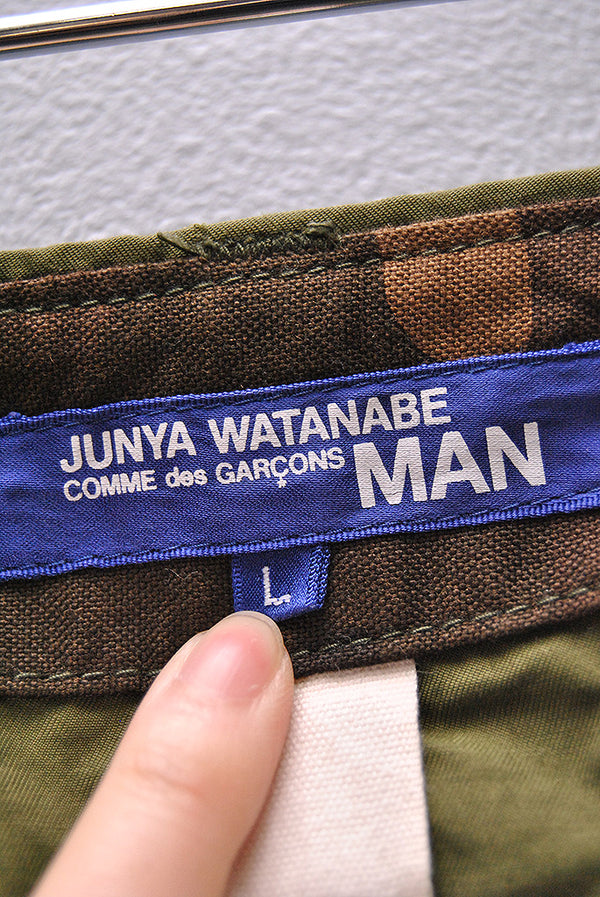 JUNYA WATANABE
COMME des GARÇONS
MAN
L